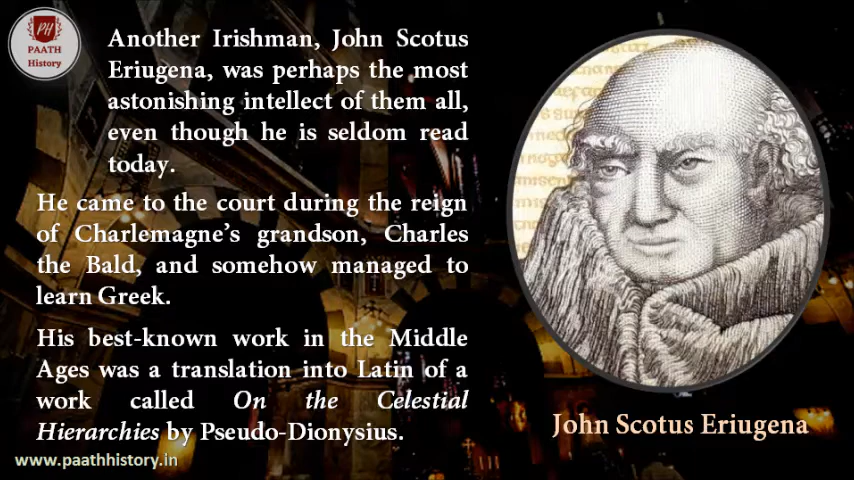 PH
PAATH
History
Another Irishman, John Scotus
Eriugena, was perhaps the most
astonishing intellect of them all,
even though he is seldom read
today.
He came to the court during the reign
of Charlemagne's grandson, Charles
the Bald, and somehow managed to
learn Greek.
His best-known work in the Middle
Ages was a translation into Latin of a
work called On the Celestial
Hierarchies by Pseudo-Dionysius.
John Scotus Eriugena
www.paathhistory.in